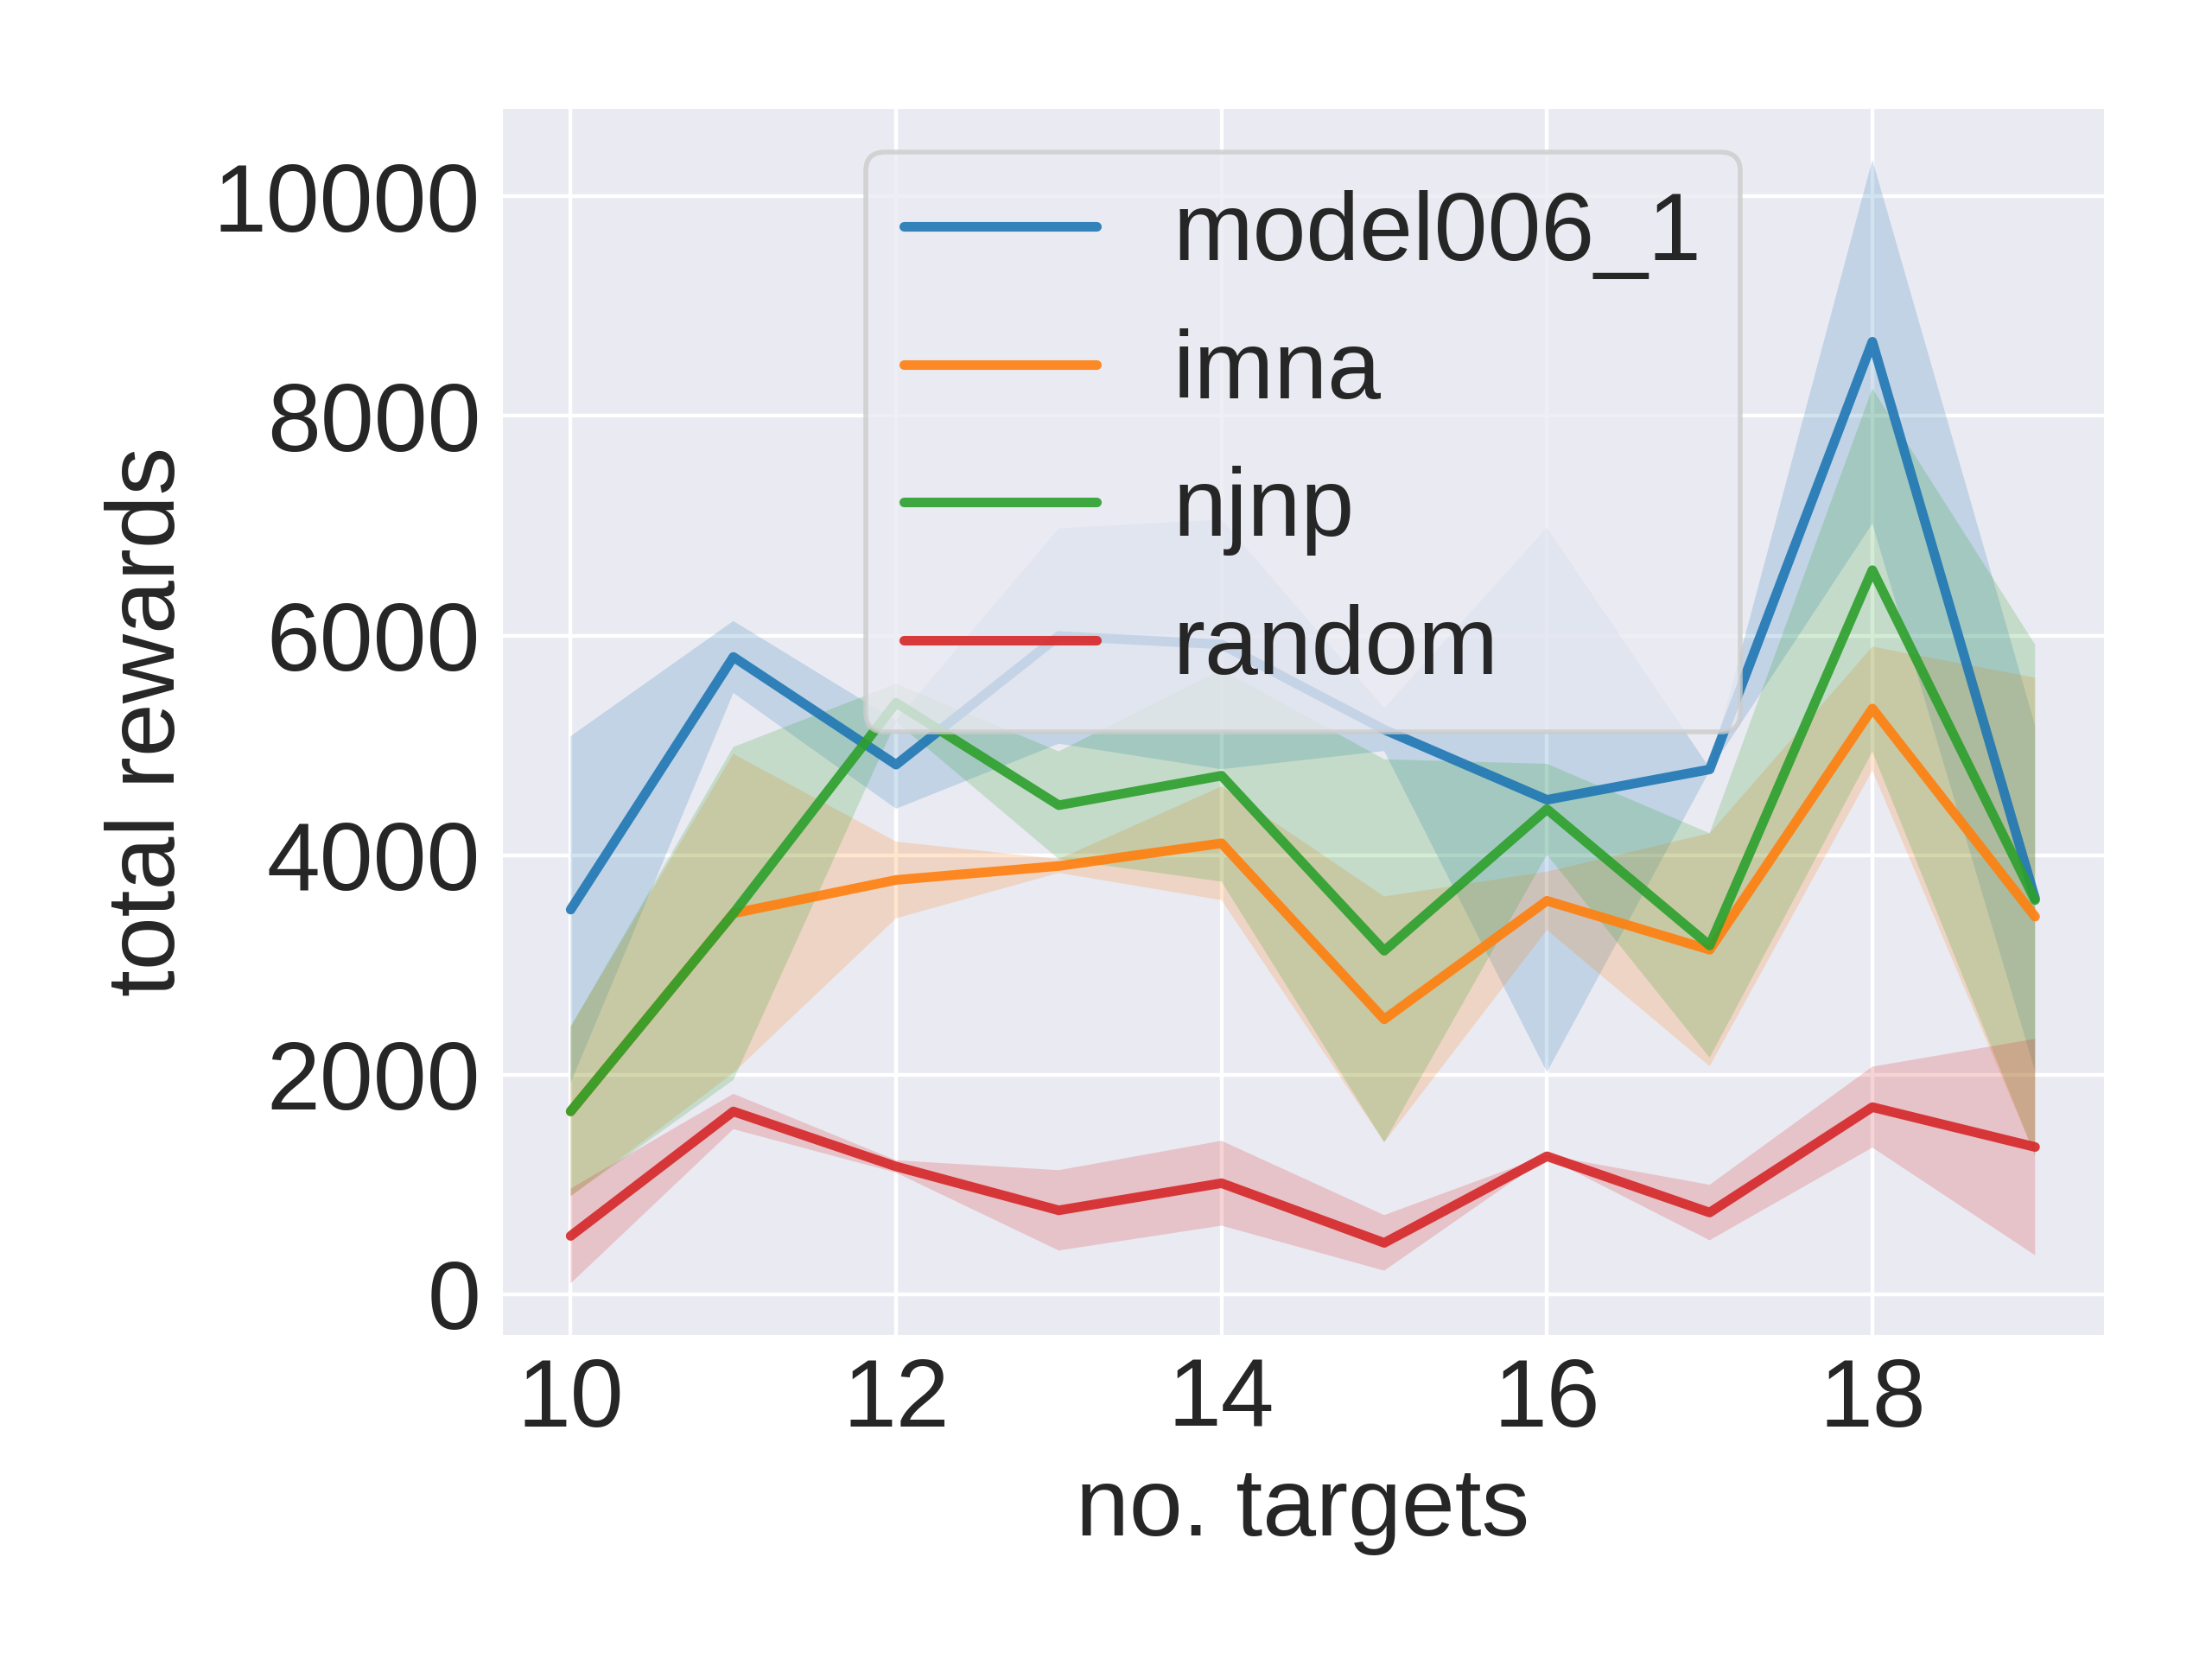 total rewards
10000
8000
6000
4000
2000
0
model006_1
imna
njnp
random
10 12 14 16 18
no. targets